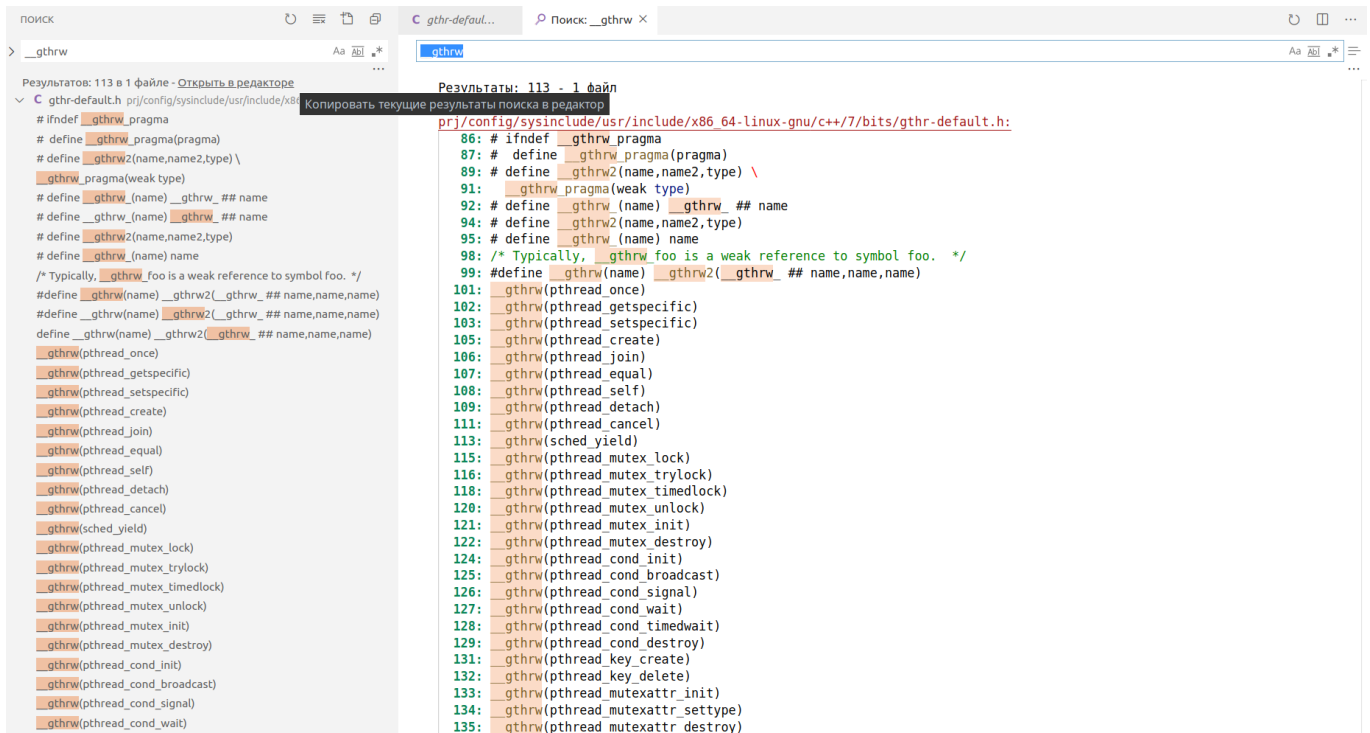 ПОИСК
__gthrw
Aa Ab| .*
...
Результатов: 113 в 1 файле - Открыть в редакторе
C gthr-default.h prj/config/sysinclude/usr/include/x86
# ifndef __gthrw_pragma
# define __gthrw_pragma(pragma)
# define __gthrw2(name,name2,type) \
__gthrw_pragma(weak type)
# define __gthrw_(name) __gthrw_ ## name
# define __gthrw_(name) __gthrw_ ## name
# define __gthrw2(name,name2,type)
# define __gthrw_(name) name
/* Typically, __gthrw_foo is a weak reference to symbol foo. */
#define __gthrw(name) __gthrw2(__gthrw_ ## name,name,name)
#define __gthrw(name) __gthrw2(__gthrw_ ## name,name,name)
define __gthrw(name) __gthrw2(__gthrw_ ## name,name,name)
__gthrw(pthread_once)
__gthrw(pthread_getspecific)
__gthrw(pthread_setspecific)
__gthrw(pthread_create)
__gthrw(pthread_join)
__gthrw(pthread_equal)
__gthrw(pthread_self)
__gthrw(pthread_detach)
__gthrw(pthread_cancel)
__gthrw(sched_yield)
__gthrw(pthread_mutex_lock)
__gthrw(pthread_mutex_trylock)
__gthrw(pthread_mutex_timedlock)
__gthrw(pthread_mutex_unlock)
__gthrw(pthread_mutex_init)
__gthrw(pthread_mutex_destroy)
__gthrw(pthread_cond_init)
__gthrw(pthread_cond_broadcast)
__gthrw(pthread_cond_signal)
__gthrw(pthread_cond_wait)
C gthr-defaul...
Поиск: __gthrw ×
...
__gthrw
Aa Ab| .*
...
Результаты: 113 - 1 файл
Копировать текущие результаты поиска в редактор
prj/config/sysinclude/usr/include/x86_64-linux-gnu/c++/7/bits/gthr-default.h:
86: # ifndef __gthrw_pragma
87: #  define __gthrw_pragma(pragma)
89: # define __gthrw2(name,name2,type) \
91:   __gthrw_pragma(weak type)
92: # define __gthrw_(name) __gthrw_ ## name
94: # define __gthrw2(name,name2,type)
95: # define __gthrw_(name) name
98: /* Typically, __gthrw_foo is a weak reference to symbol foo.  */
99: #define __gthrw(name) __gthrw2(__gthrw_ ## name,name,name)
101: __gthrw(pthread_once)
102: __gthrw(pthread_getspecific)
103: __gthrw(pthread_setspecific)
105: __gthrw(pthread_create)
106: __gthrw(pthread_join)
107: __gthrw(pthread_equal)
108: __gthrw(pthread_self)
109: __gthrw(pthread_detach)
111: __gthrw(pthread_cancel)
113: __gthrw(sched_yield)
115: __gthrw(pthread_mutex_lock)
116: __gthrw(pthread_mutex_trylock)
118: __gthrw(pthread_mutex_timedlock)
120: __gthrw(pthread_mutex_unlock)
121: __gthrw(pthread_mutex_init)
122: __gthrw(pthread_mutex_destroy)
124: __gthrw(pthread_cond_init)
125: __gthrw(pthread_cond_broadcast)
126: __gthrw(pthread_cond_signal)
127: __gthrw(pthread_cond_wait)
128: __gthrw(pthread_cond_timedwait)
129: __gthrw(pthread_cond_destroy)
131: __gthrw(pthread_key_create)
132: __gthrw(pthread_key_delete)
133: __gthrw(pthread_mutexattr_init)
134: __gthrw(pthread_mutexattr_settype)
135: __gthrw(pthread_mutexattr_destroy)